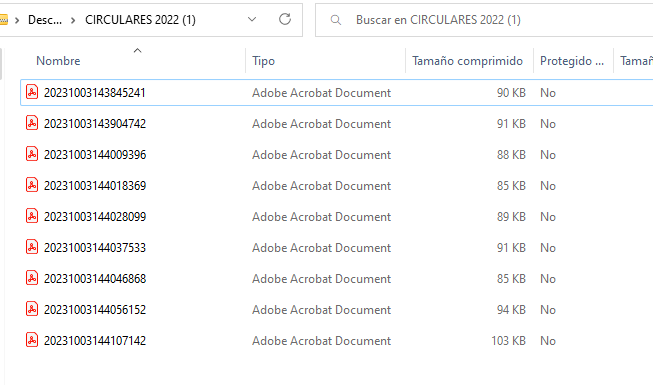 Desc... CIRCULARES 2022 (1) Buscar en CIRCULARES 2022 (1)
Nombre Tipo Tamaño comprimido Protegido ... Tamañ
20231003143845241 Adobe Acrobat Document 90 KB No
20231003143904742 Adobe Acrobat Document 91 KB No
20231003144009396 Adobe Acrobat Document 88 KB No
20231003144018369 Adobe Acrobat Document 85 KB No
20231003144028099 Adobe Acrobat Document 89 KB No
20231003144037533 Adobe Acrobat Document 91 KB No
20231003144046868 Adobe Acrobat Document 85 KB No
20231003144056152 Adobe Acrobat Document 94 KB No
20231003144107142 Adobe Acrobat Document 103 KB No